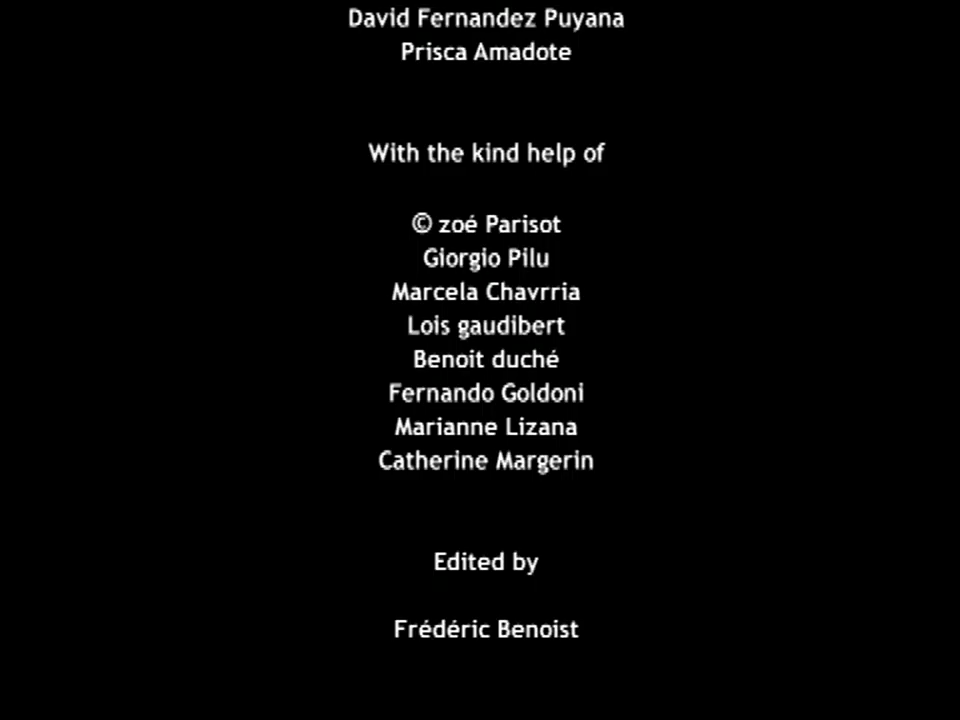 David Fernandez Puyana
Prisca Amadote
With the kind help of
© zoé Parisot
Giorgio Pilu
Marcela Chavrria
Lois gaudibert
Benoit duché
Fernando Goldoni
Marianne Lizana
Catherine Margerin
Edited by
Frédéric Benoist